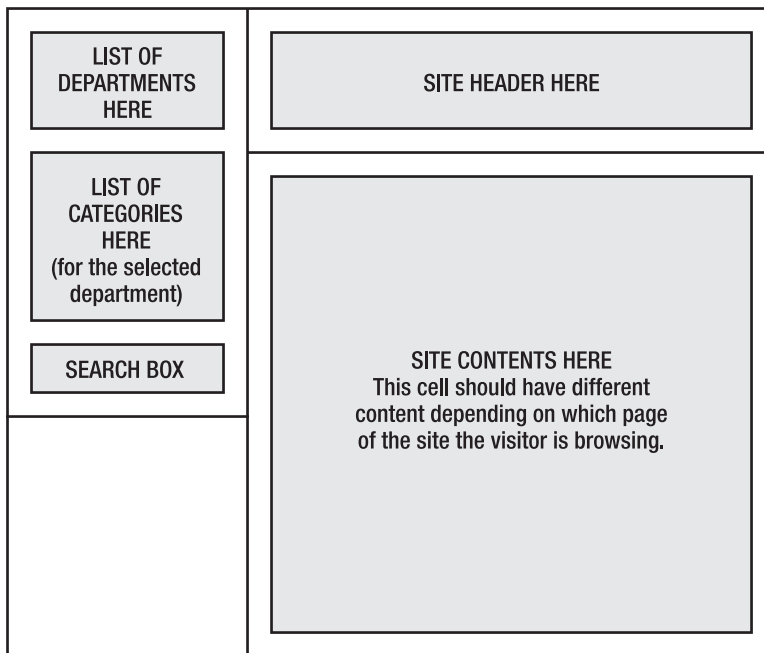 LIST OF
DEPARTMENTS
HERE
SITE HEADER HERE
LIST OF
CATEGORIES
HERE
(for the selected
department)
SEARCH BOX
SITE CONTENTS HERE
This cell should have different
content depending on which page
of the site the visitor is browsing.